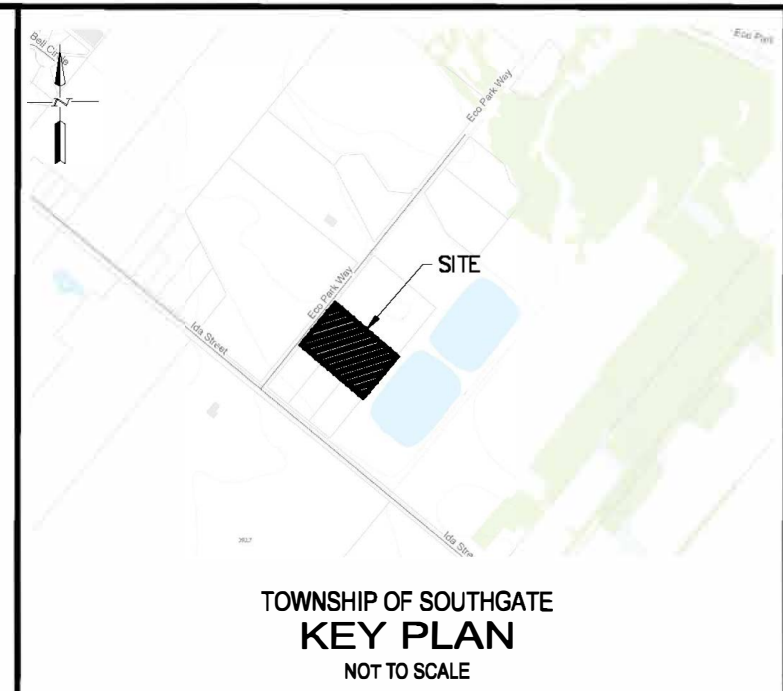 Bell Circle
Eco Park
Eco Park Way
N
SITE
Eco Park Way
Ida Street
Ida Stre
TOWNSHIP OF SOUTHGATE
KEY PLAN
NOT TO SCALE